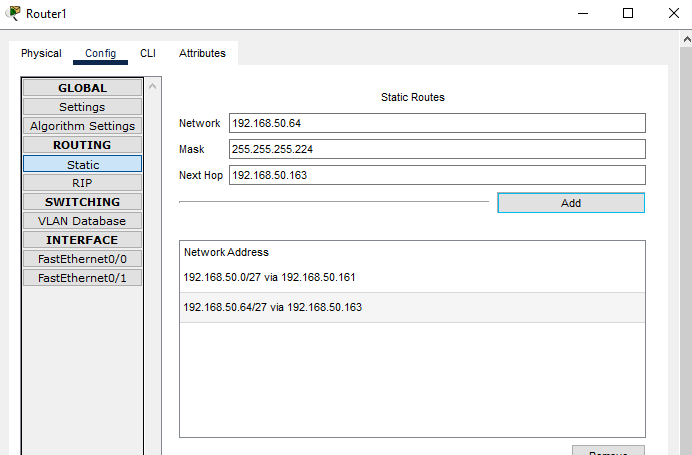 Router1
Physical Config CLI Attributes
GLOBAL
Settings
Algorithm Settings
ROUTING
Static
RIP
SWITCHING
VLAN Database
INTERFACE
FastEthernet0/0
FastEthernet0/1
Static Routes
Network 192.168.50.64
Mask 255.255.255.224
Next Hop 192.168.50.163
Add
Network Address
192.168.50.0/27 via 192.168.50.161
192.168.50.64/27 via 192.168.50.163